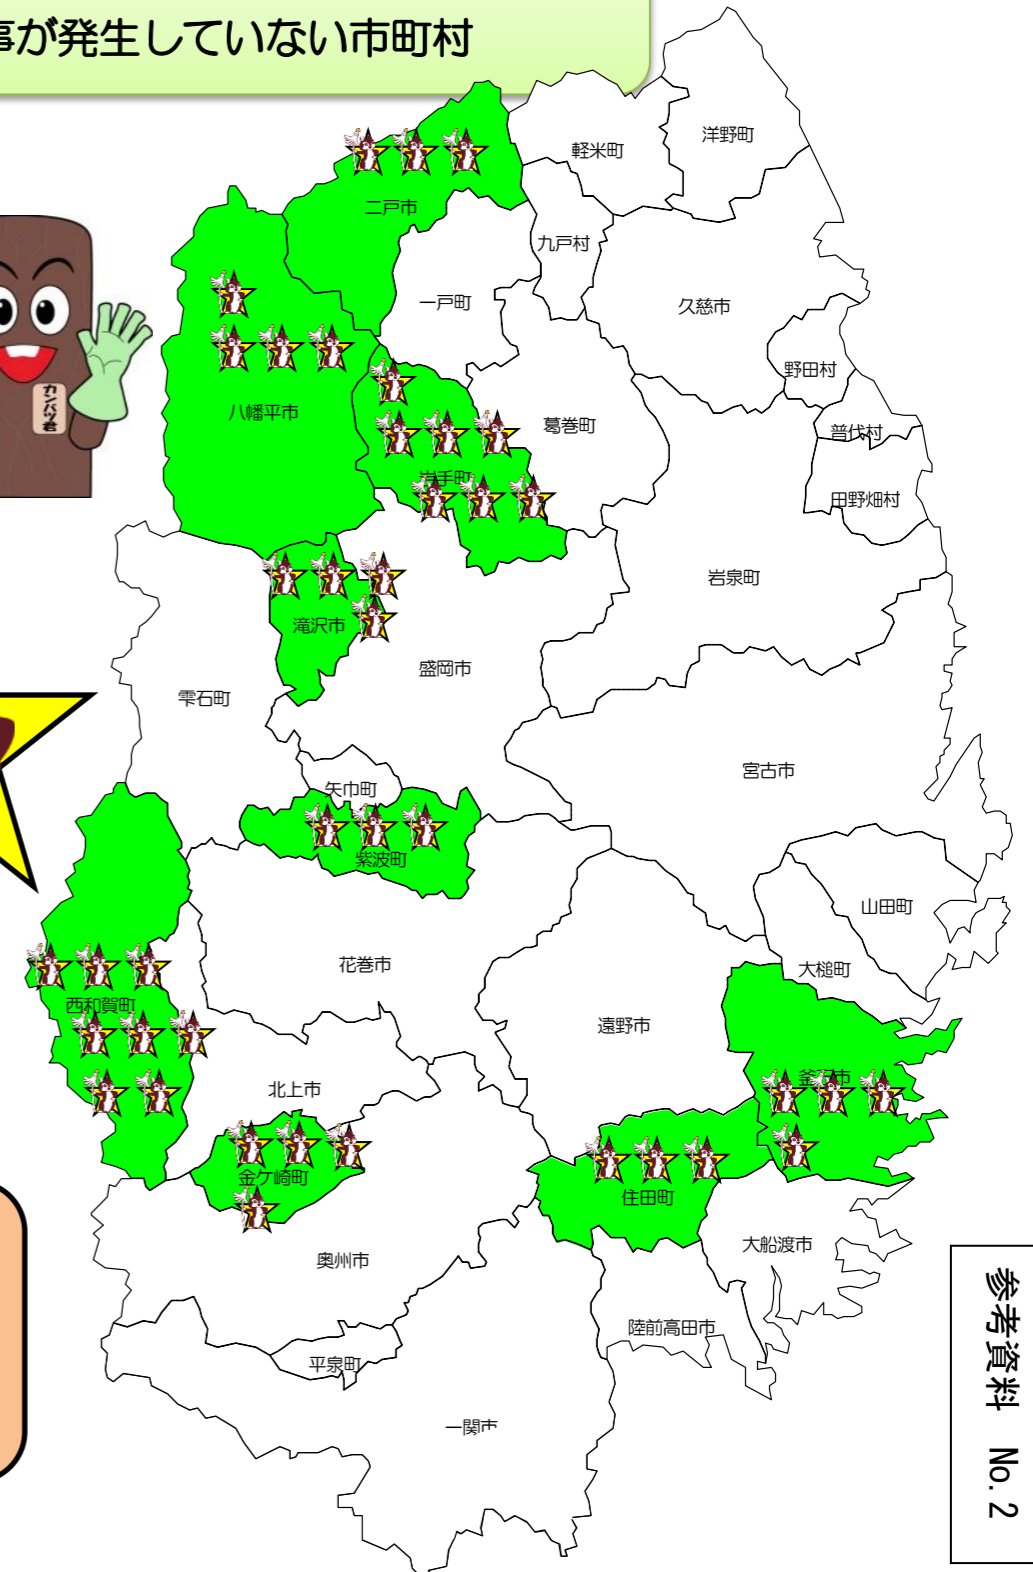 事が発生していない市町村
洋野町
軽米町
二戸市
九戸村
一戸町
久慈市
野田村
カンバツ君
八幡平市
葛巻町
普伐村
岩手町
田野畑村
岩泉町
滝沢市
盛岡市
雫石町
宮古市
矢巾町
紫波町
山田町
花巻市
大槌町
西和賀町
遠野市
釜石市
北上市
金ケ崎町
住田町
大船渡市
奥州市
陸前高田市
平泉町
一関市
参考資料 No.2